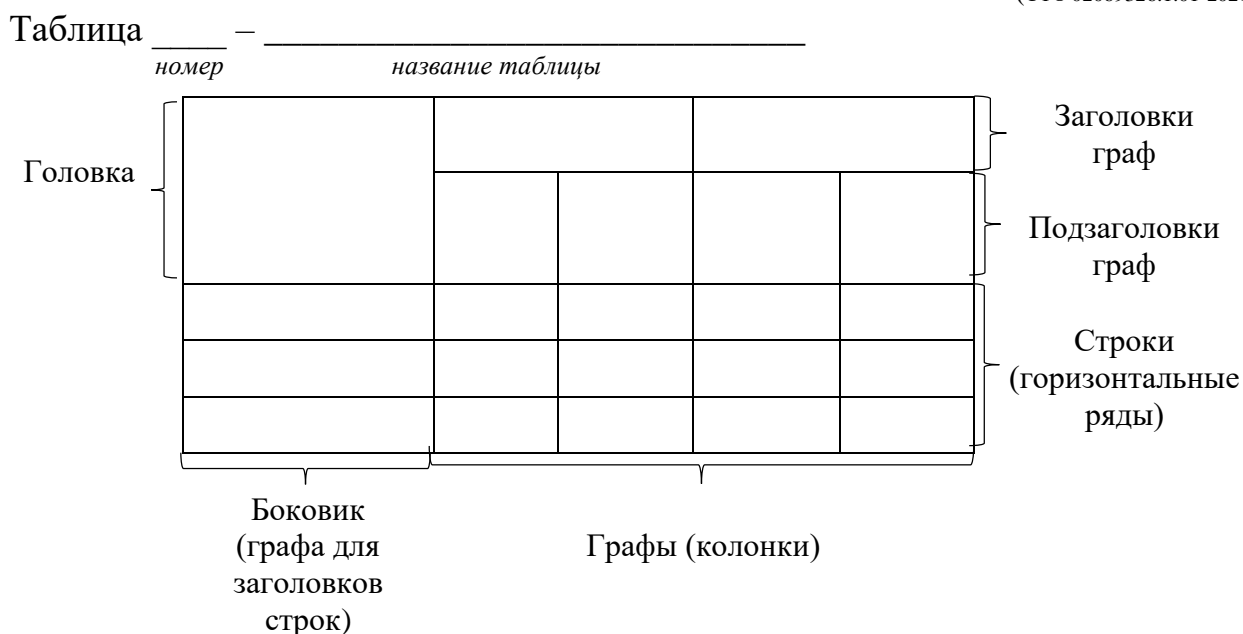 Таблица ____ – _____________________________
номер название таблицы
Заголовки
граф
Головка
Подзаголовки
граф
Строки
(горизонтальные
ряды)
Боковик
(графа для
заголовков
строк)
Графы (колонки)